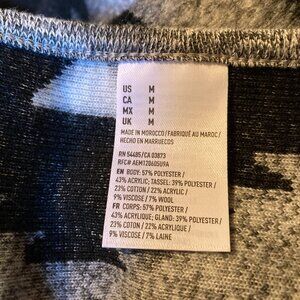 US M
CA M
MX M
UK M
MADE IN MOROCCO/FABRIQUÉ AU MAROC/
HECHO EN MARRUECOS
RN 54485/CA 03873
RFC# AEM120605U9A
EN BODY: 57% POLYESTER /
43% ACRYLIC; TASSEL: 39% POLYESTER /
23% COTTON / 22% ACRYLIC /
9% VISCOSE / 7% WOOL
FR CORPS: 57% POLYESTER /
43% ACRYLIQUE; GLAND: 39% POLYESTER /
23% COTON / 22% ACRYLIQUE /
9% VISCOSE / 7% LAINE